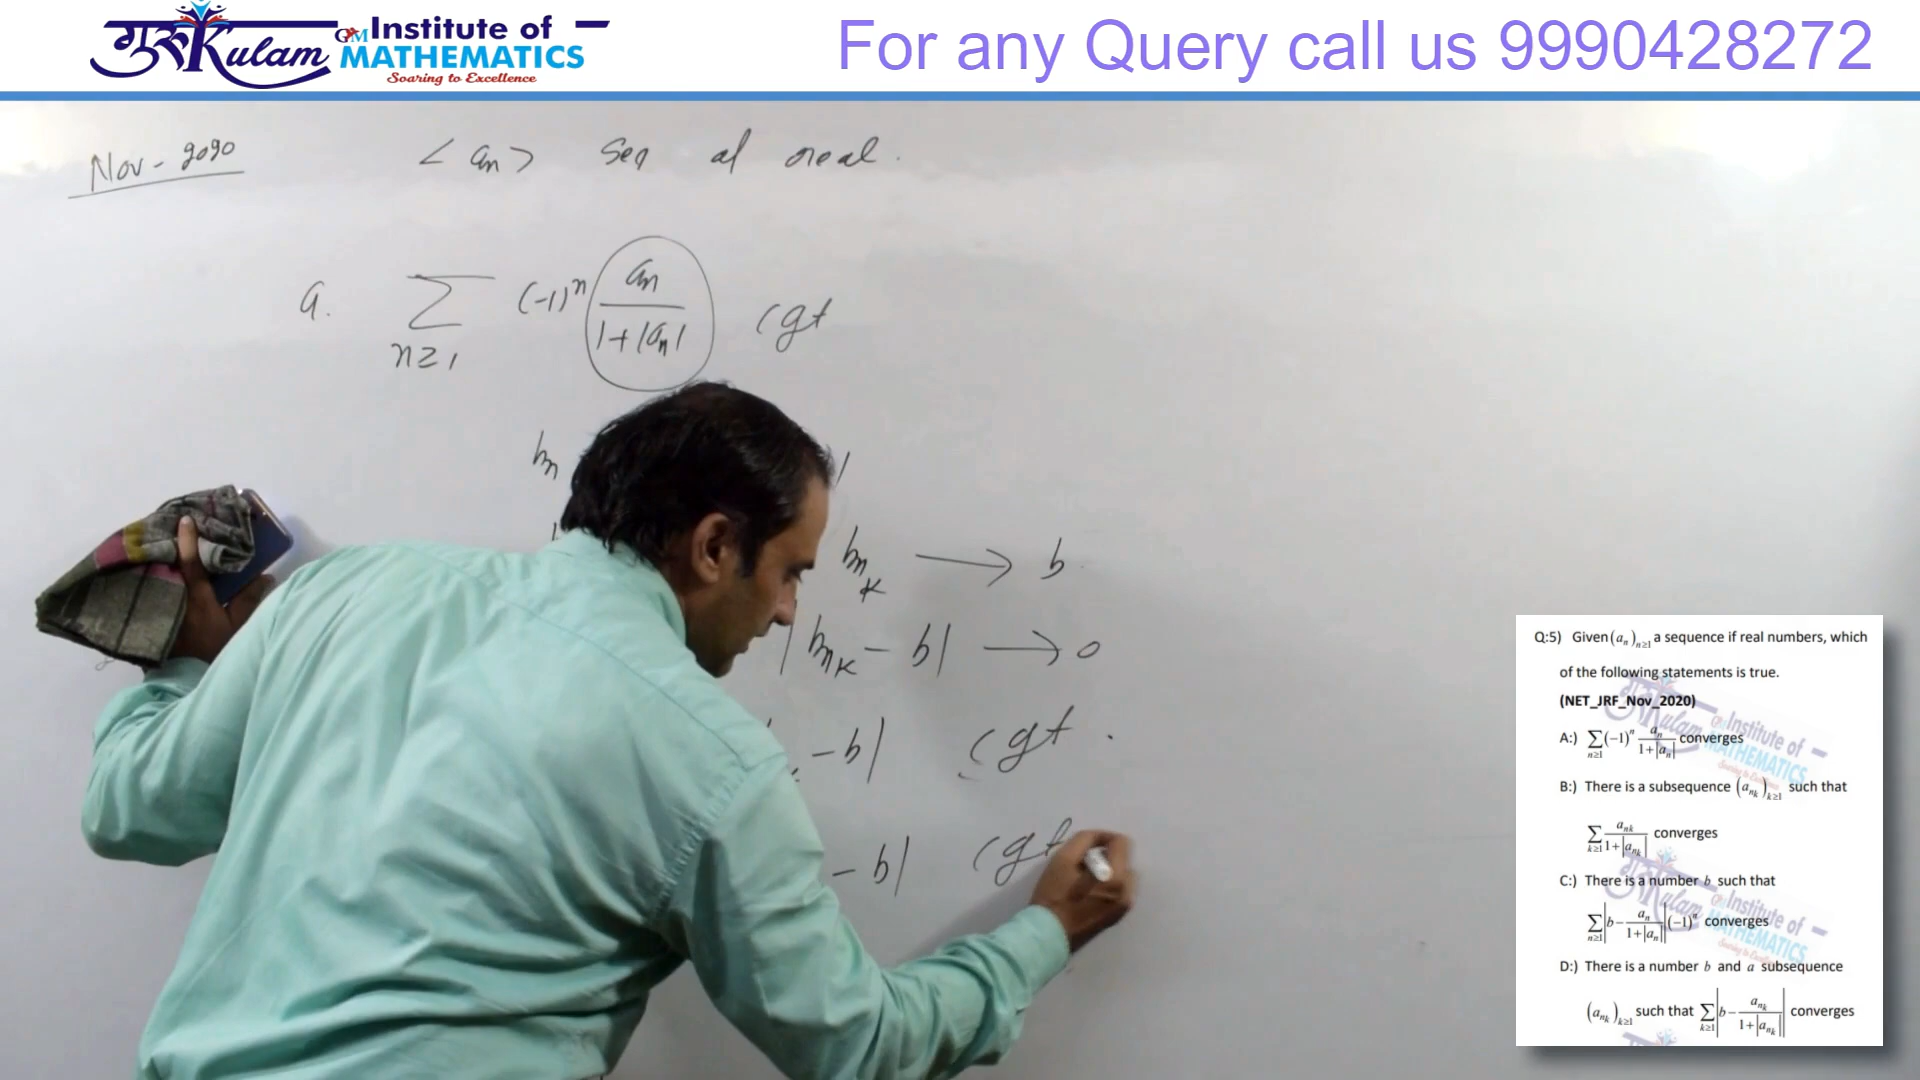 गुरुKulam GM Institute of MATHEMATICS
Soaring to Excellence
For any Query call us 9990428272
Nov - 2020
< aₙ > Seq of real.
a. ∑ₙ≥₁ (-1)ⁿ aₙ / 1+|aₙ| cgt
bₙ
bₙₖ ⟶ b
|bₙₖ - b| ⟶ 0
- b| cgt.
- b| cgt
Q:5) Given (aₙ)ₙ≥₁ a sequence if real numbers, which
of the following statements is true.
(NET_JRF_Nov_2020)
A:) ∑ₙ≥₁ (−1)ⁿ aₙ / 1+|aₙ| converges
B:) There is a subsequence (aₙₖ)ₖ≥₁ such that
∑ₖ≥₁ aₙₖ / 1+|aₙₖ| converges
C:) There is a number b such that
∑ₙ≥₁ |b − aₙ / 1+|aₙ|| (−1)ⁿ converges
D:) There is a number b and a subsequence
(aₙₖ)ₖ≥₁ such that ∑ₖ≥₁ |b − aₙₖ / 1+|aₙₖ|| converges